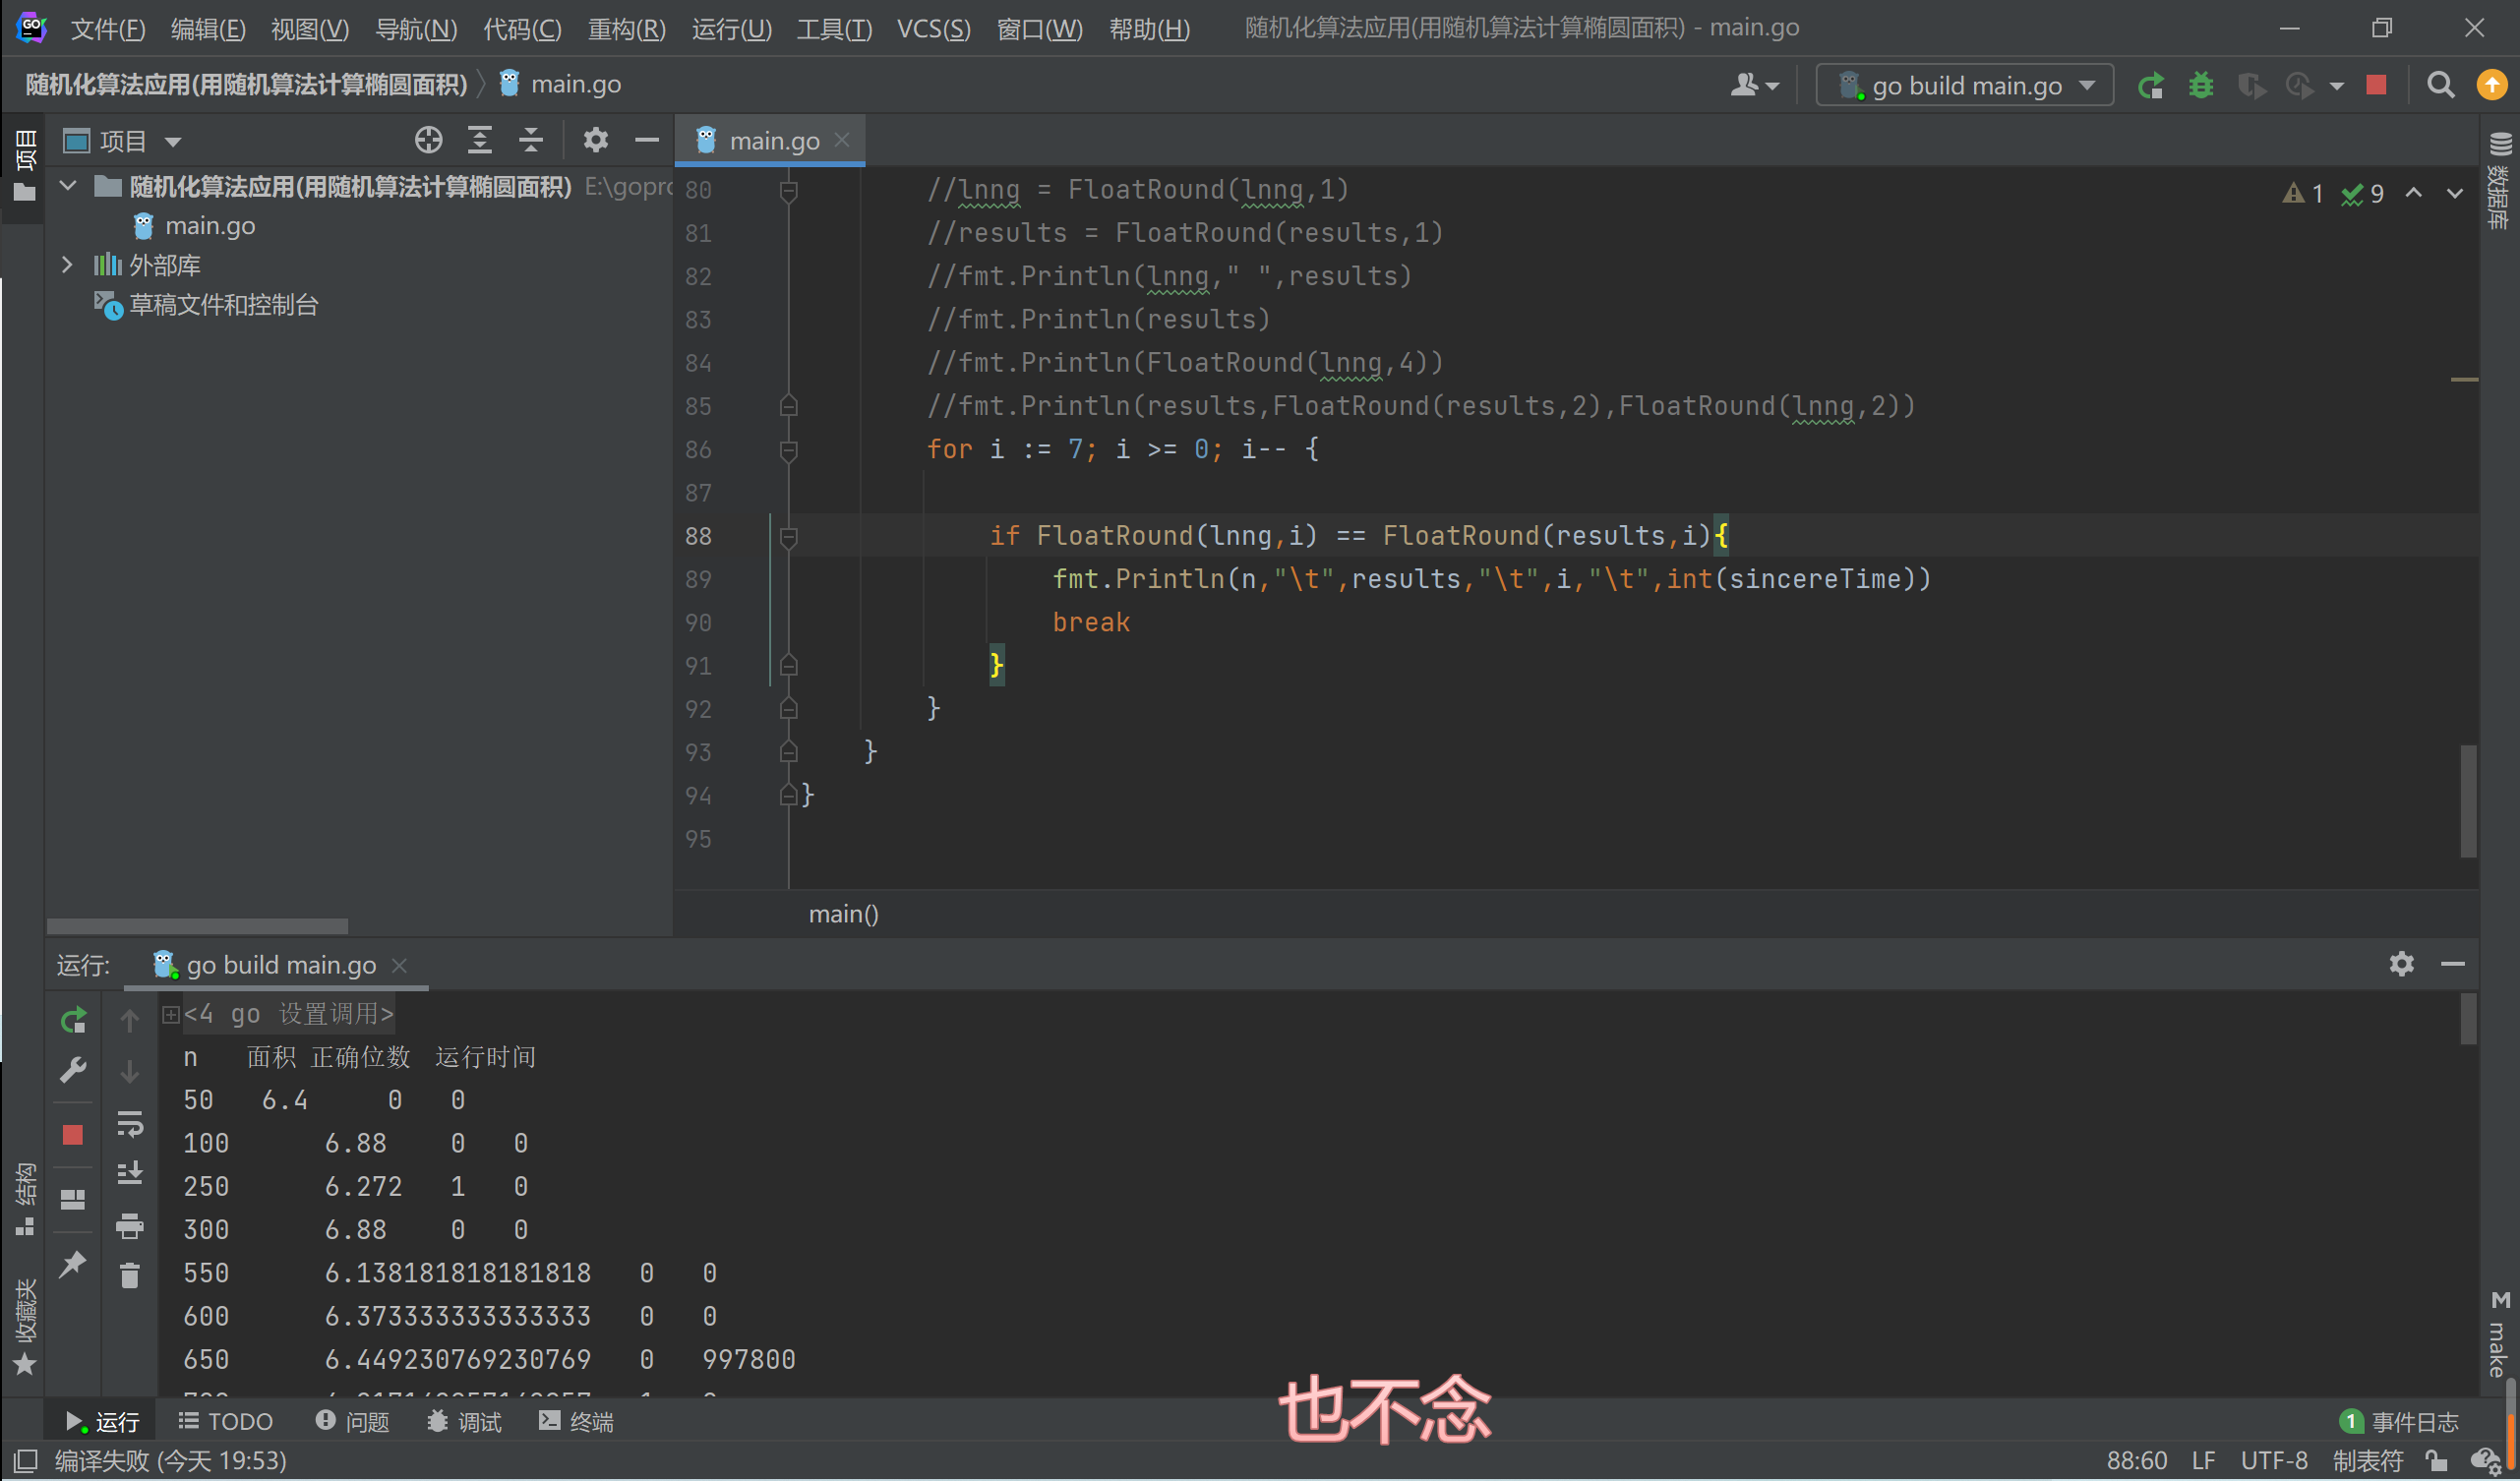 文件(F) 编辑(E) 视图(V) 导航(N) 代码(C) 重构(R) 运行(U) 工具(T) VCS(S) 窗口(W) 帮助(H) 随机化算法应用(用随机算法计算椭圆面积) - main.go
随机化算法应用(用随机算法计算椭圆面积) main.go go build main.go
项目
项目
main.go
随机化算法应用(用随机算法计算椭圆面积) E:\gopro
main.go
外部库
草稿文件和控制台
80 //lnng = FloatRound(lnng,1)
81 //results = FloatRound(results,1)
82 //fmt.Println(lnng," ",results)
83 //fmt.Println(results)
84 //fmt.Println(FloatRound(lnng,4))
85 //fmt.Println(results,FloatRound(results,2),FloatRound(lnng,2))
86 for i := 7; i >= 0; i-- {
87
88 if FloatRound(lnng,i) == FloatRound(results,i){
89 fmt.Println(n,"\t",results,"\t",i,"\t",int(sincereTime))
90 break
91 }
92 }
93 }
94 }
95
1 9
数据库
main()
运行: go build main.go
<4 go 设置调用>
n 面积 正确位数 运行时间
50 6.4 0 0
100 6.88 0 0
250 6.272 1 0
300 6.88 0 0
550 6.138181818181818 0 0
600 6.373333333333333 0 0
650 6.449230769230769 0 997800
结构
收藏夹
make
也不念
运行 TODO 问题 调试 终端 1 事件日志
编译失败 (今天 19:53) 88:60 LF UTF-8 制表符